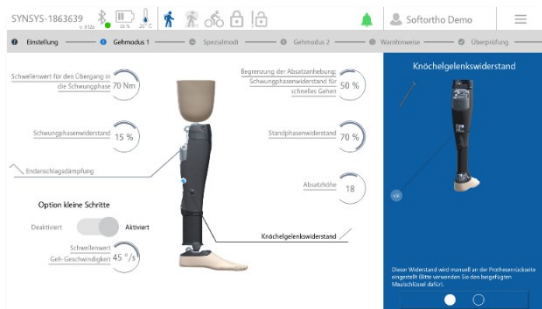 SYNSYS-1863639
Softortho Demo
Einstellung
Gehmodus 1
Spezialmodi
Gehmodus 2
Warnhinweise
Überprüfung
Schwellenwert für den Übergang in
die Schwungphase
70 Nm
Begrenzung der Absatzanhebung:
Schwungphasenwiderstand für
schnelles Gehen
50 %
Schwungphasenwiderstand
15 %
Standphasenwiderstand
70 %
Endanschlagsdämpfung
Absatzhöhe
18
Option kleine Schritte
Deaktiviert
Aktiviert
Knöchelgelenkswiderstand
Schwellenwert
Geh-Geschwindigkeit
45 °/s
Knöchelgelenkswiderstand
Dieser Widerstand wird manuell an der Prothesenrückseite
eingestellt (Bitte verwenden Sie den beigefügten
Maulschlüssel dafür).